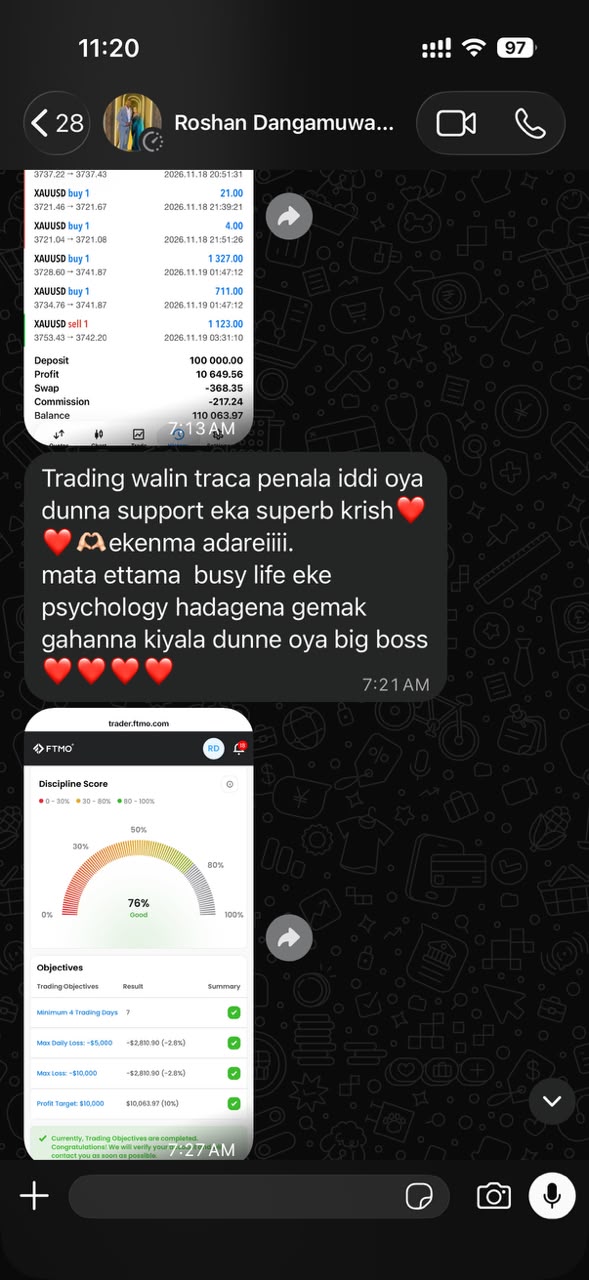 11:20
97
28
Roshan Dangamuwa...
3737.22 → 3737.43 2026.11.18 20:51:31
XAUUSD buy 1 21.00
3721.46 → 3721.67 2026.11.18 21:39:21
XAUUSD buy 1 4.00
3721.04 → 3721.08 2026.11.18 21:51:26
XAUUSD buy 1 1 327.00
3728.60 → 3741.87 2026.11.19 01:47:12
XAUUSD buy 1 711.00
3734.76 → 3741.87 2026.11.19 01:47:12
XAUUSD sell 1 1 123.00
3753.43 → 3742.20 2026.11.19 03:31:10
Deposit 100 000.00
Profit 10 649.56
Swap -368.35
Commission -217.24
Balance 110 063.97
7:13 AM
Trading walin traca penala iddi oya
dunna support eka superb krish❤️
❤️🫶🏻ekenma adareiiii.
mata ettama busy life eke
psychology hadagena gemak
gahanna kiyala dunne oya big boss
❤️❤️❤️❤️
7:21 AM
trader.ftmo.com
FTMO RD
Discipline Score
0 - 30% 30 - 80% 80 - 100%
50%
30%
80%
76%
0% 100%
Good
Objectives
Trading Objectives Result Summary
Minimum 4 Trading Days 7
Max Daily Loss: -$5,000 -$2,810.90 (-2.8%)
Max Loss: -$10,000 -$2,810.90 (-2.8%)
Profit Target: $10,000 $10,063.97 (10%)
Currently, Trading Objectives are completed.
Congratulations! We will verify your
contact you as soon as possible.
7:27 AM